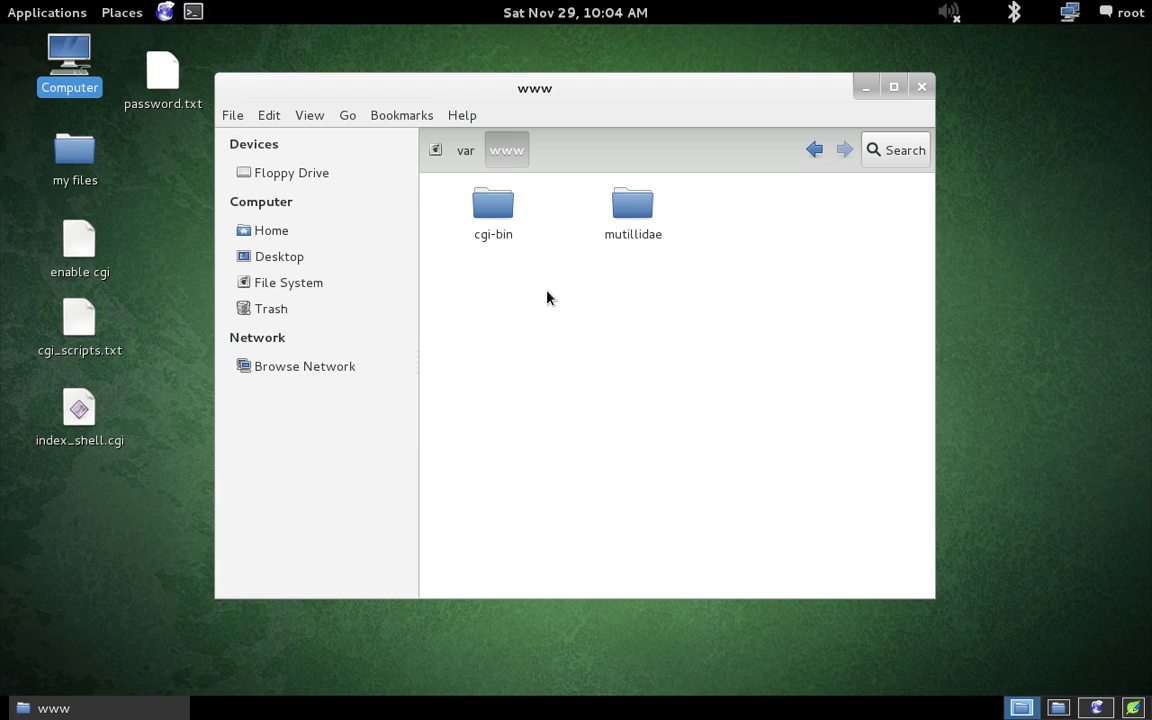 Applications Places Sat Nov 29, 10:04 AM root
Computer
password.txt
my files
enable cgi
cgi_scripts.txt
index_shell.cgi
www
File Edit View Go Bookmarks Help
Devices
Floppy Drive
Computer
Home
Desktop
File System
Trash
Network
Browse Network
var www Search
cgi-bin mutillidae
www